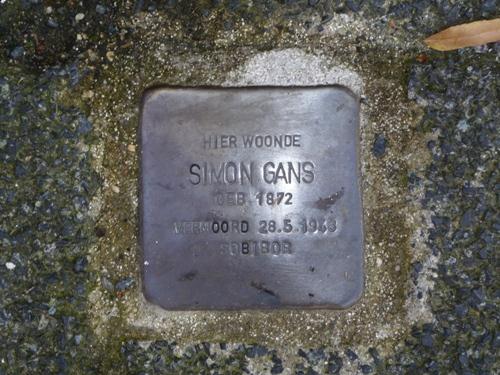 HIER WOONDE
SIMON GANS
GEB. 1872
VERMOORD 28.5.1943
SOBIBOR